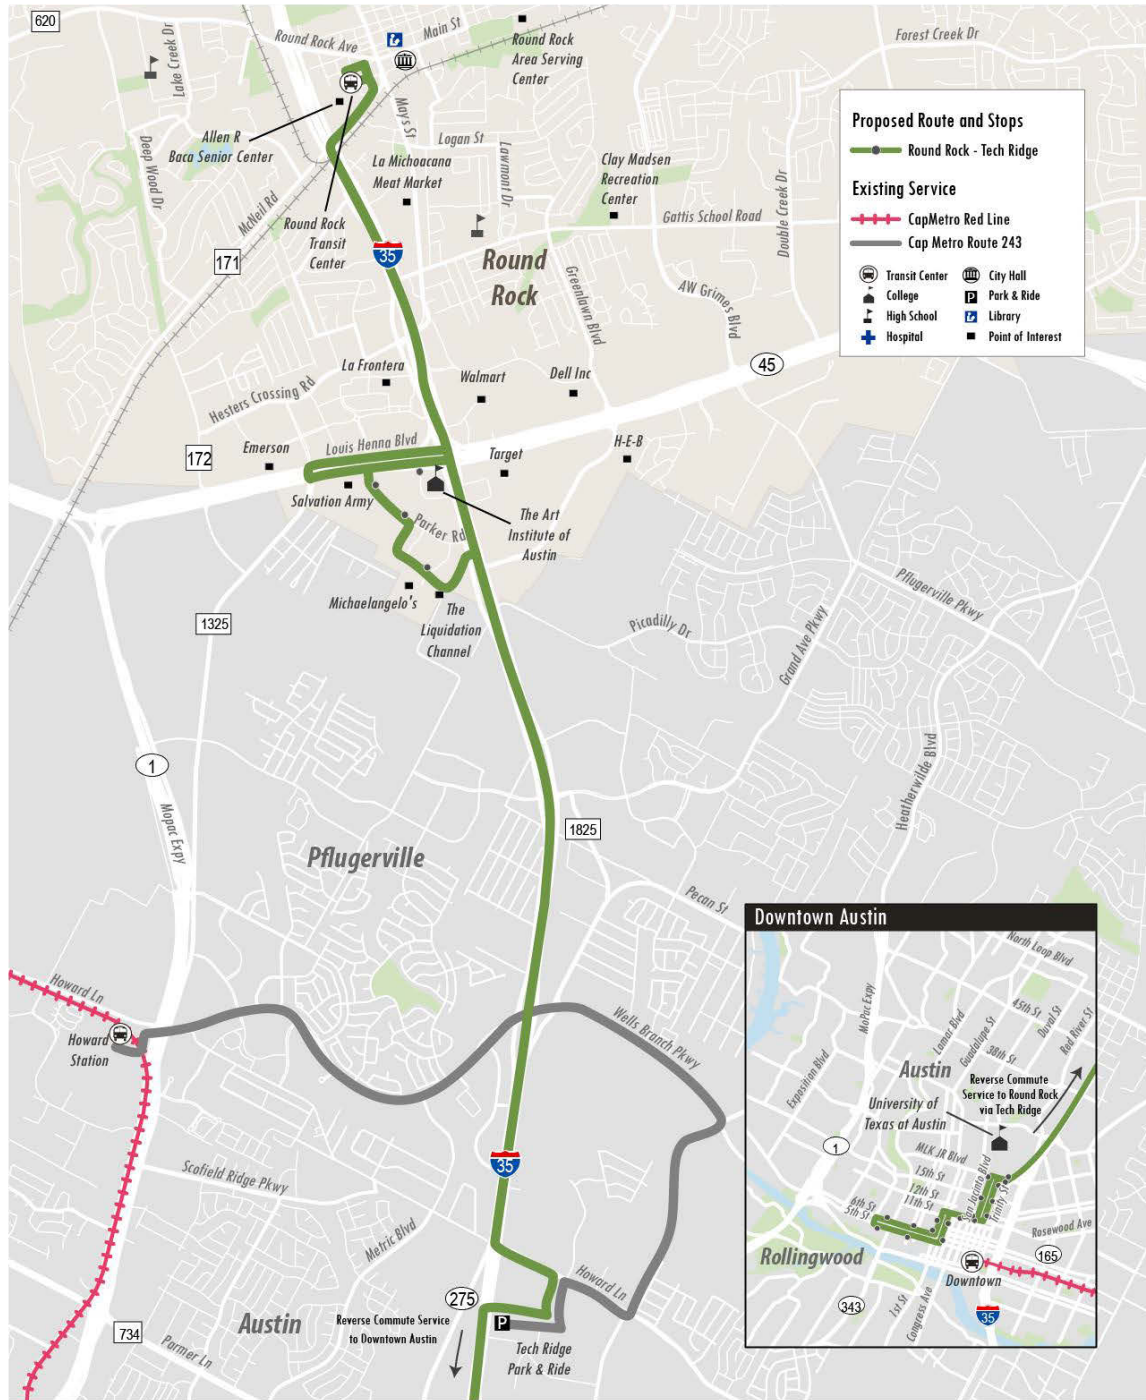 620
Lake Creek Dr
Round Rock Ave
Main St
Round Rock
Area Serving
Center
Forest Creek Dr
Allen R
Baca Senior Center
Deep Wood Dr
Mays St
Logan St
La Michoacana
Meat Market
Lawmont Dr
Clay Madsen
Recreation
Center
Gattis School Road
Double Creek Dr
McNeil Rd
Round Rock
Transit
Center
171
35
Round
Rock
Greenlawn Blvd
AW Grimes Blvd
Proposed Route and Stops
Round Rock - Tech Ridge
Existing Service
CapMetro Red Line
Cap Metro Route 243
Transit Center
City Hall
College
P
Park & Ride
High School
Library
Hospital
Point of Interest
45
La Frontera
Hesters Crossing Rd
Walmart
Dell Inc
Louis Henna Blvd
Emerson
172
Target
H-E-B
Salvation Army
Parker Rd
The Art
Institute of
Austin
Michaelangelo's
The
Liquidation
Channel
1325
Picadilly Dr
Grand Ave Pkwy
Pflugerville Pkwy
Heatherwilde Blvd
1
Mopac Expy
1825
Pflugerville
Pecan St
Howard Ln
Howard
Station
Wells Branch Pkwy
35
Scofield Ridge Pkwy
Metric Blvd
Howard Ln
275
Reverse Commute Service
to Downtown Austin
P
Tech Ridge
Park & Ride
Austin
734
Parmer Ln
Downtown Austin
North Loop Blvd
MoPac Expy
45th St
Duval St
Red River St
Lamar Blvd
Guadalupe St
38th St
Exposition Blvd
Austin
Reverse Commute
Service to Round Rock
via Tech Ridge
University of
Texas at Austin
1
MLK JR Blvd
15th St
San Jacinto Blvd
12th St
11th St
Trinity St
6th St
5th St
Rosewood Ave
Rollingwood
165
Downtown
343
1st St
Congress Ave
35